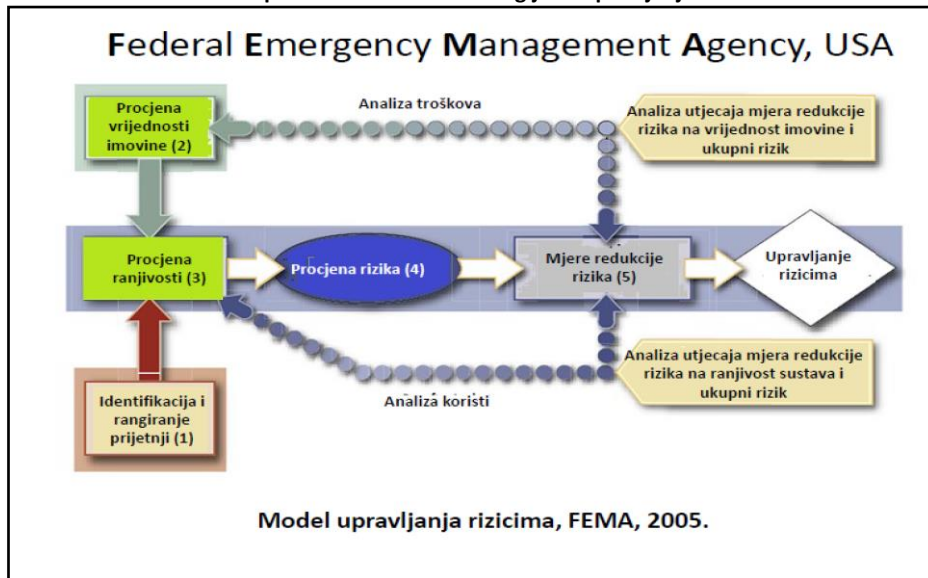 Federal Emergency Management Agency, USA
Procjena
vrijednosti
imovine (2)
Analiza troškova
Analiza utjecaja mjera redukcije
rizika na vrijednost imovine i
ukupni rizik
Procjena
ranjivosti (3)
Procjena rizika (4)
Mjere redukcije
rizika (5)
Upravljanje
rizicima
Analiza utjecaja mjera redukcije
rizika na ranjivost sustava i
ukupni rizik
Analiza koristi
Identifikacija i
rangiranje
prijetnji (1)
Model upravljanja rizicima, FEMA, 2005.